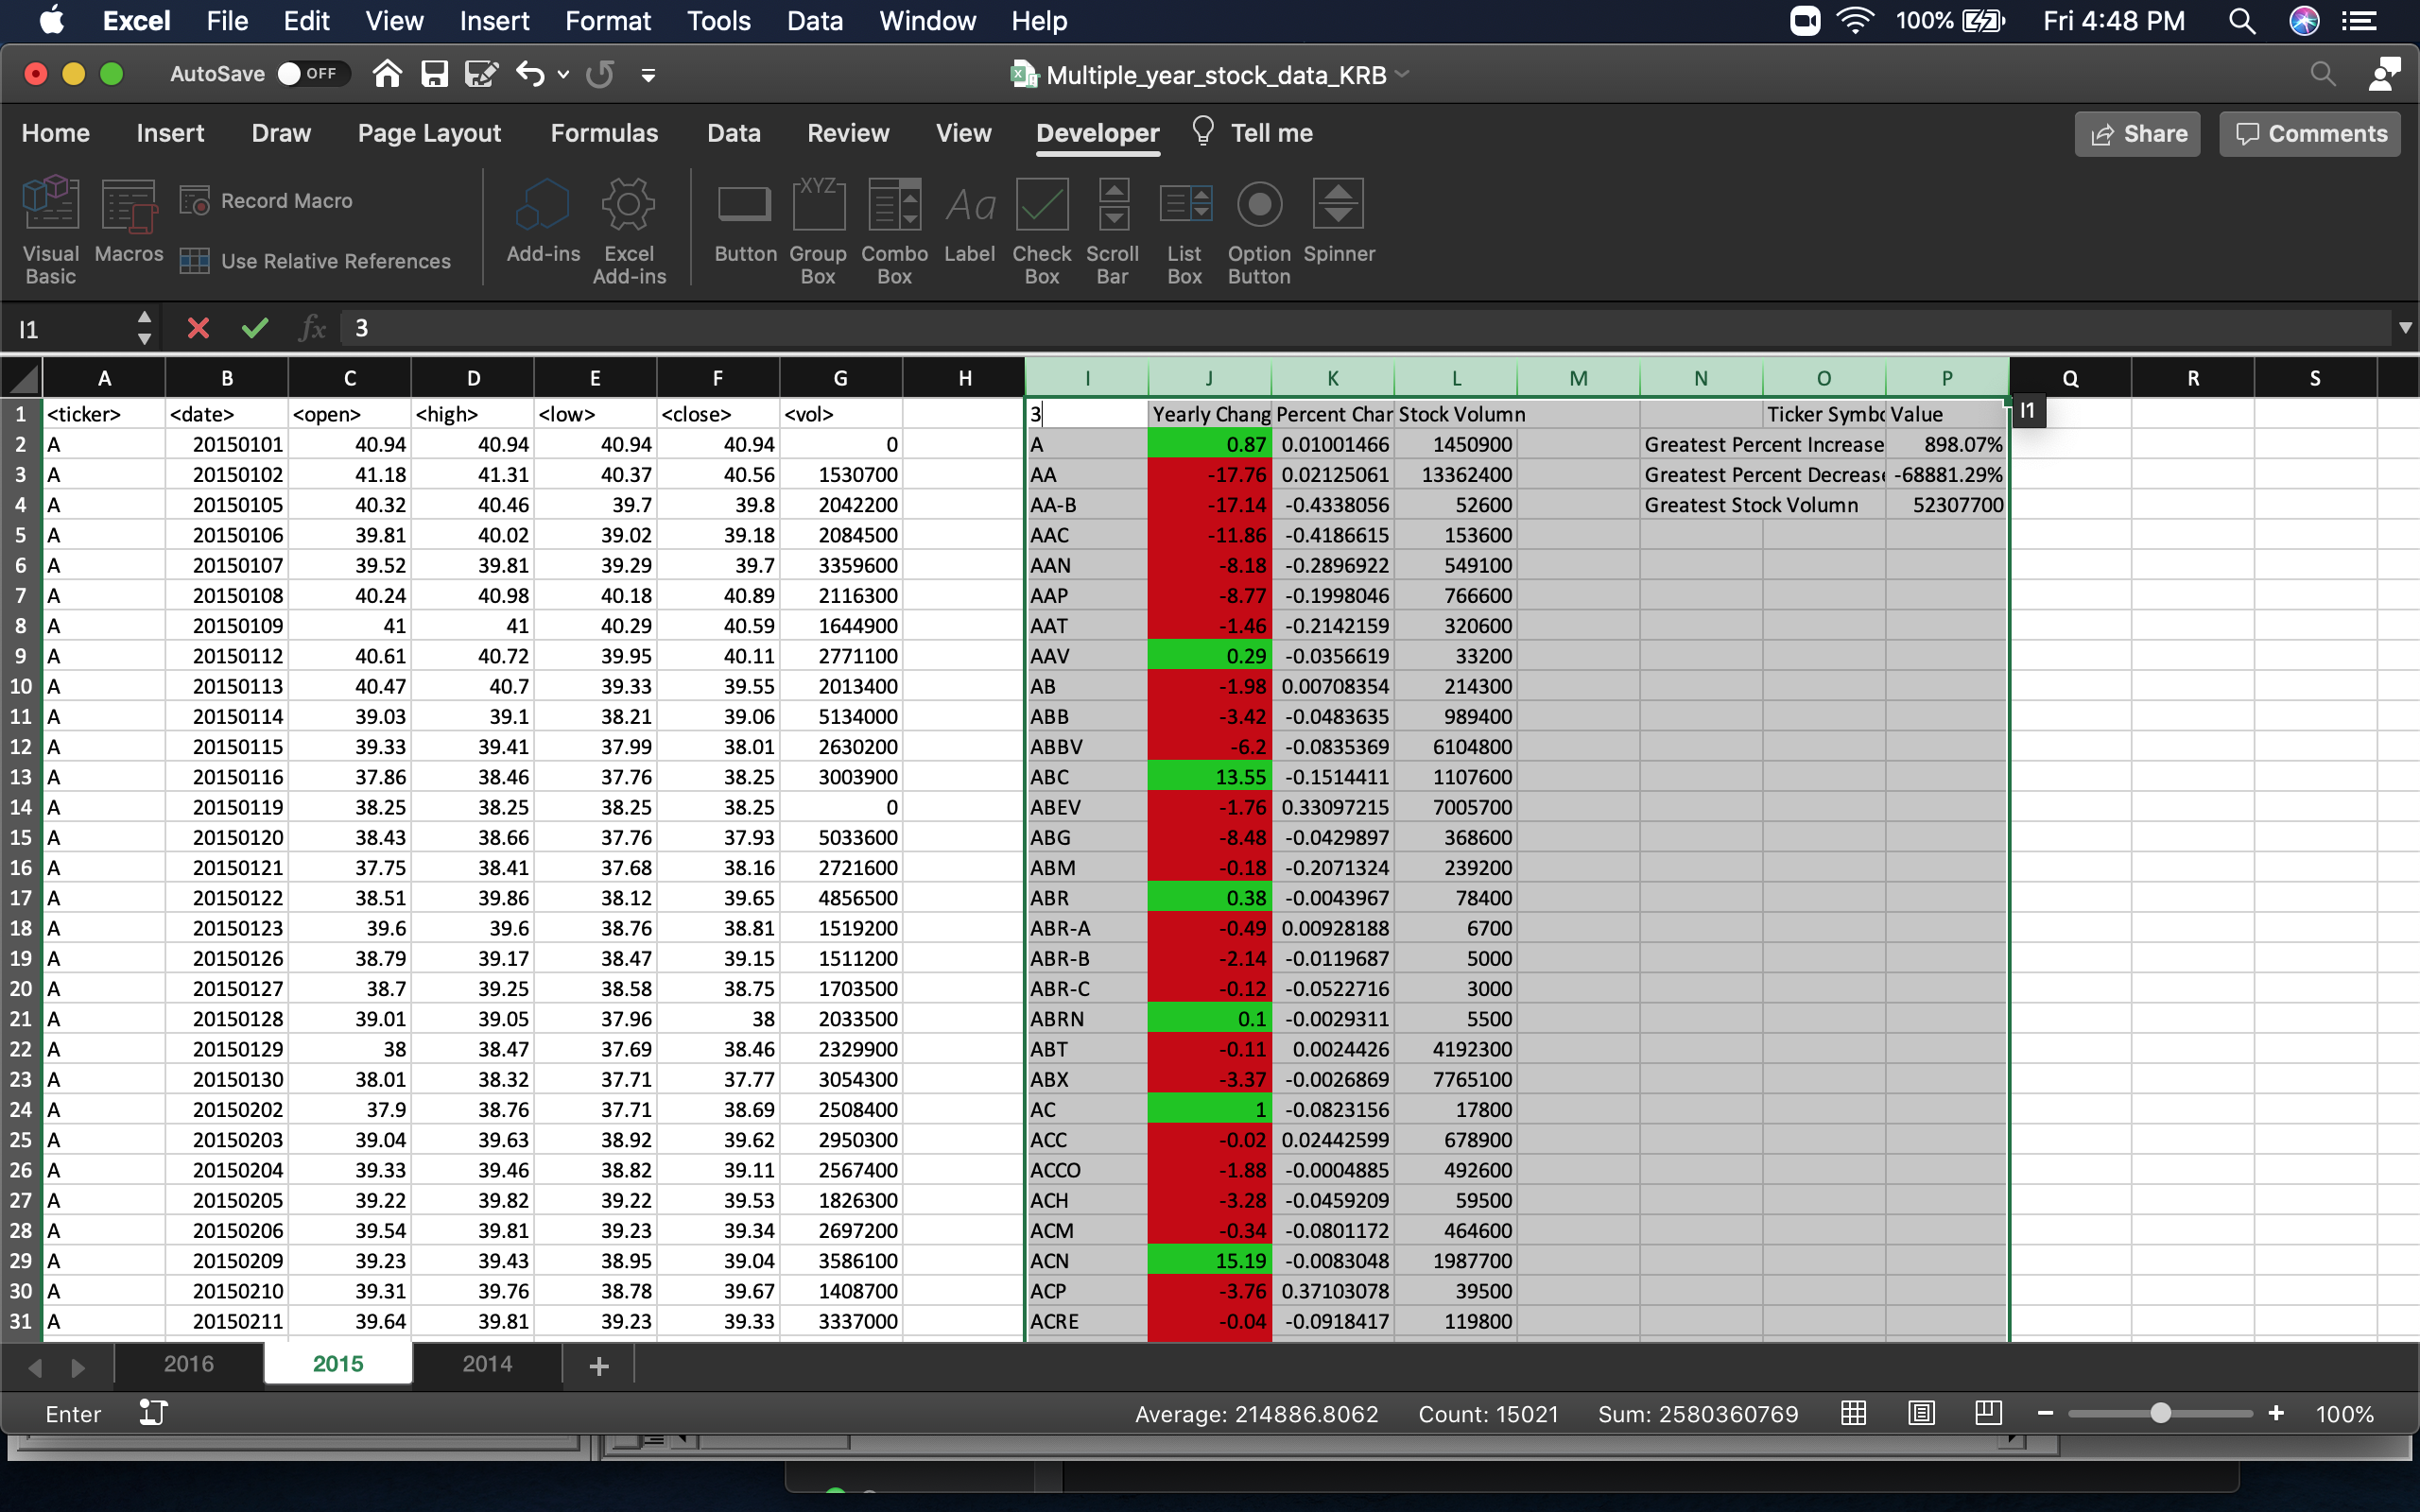 Excel File Edit View Insert Format Tools Data Window Help 100% Fri 4:48 PM
AutoSave OFF Multiple_year_stock_data_KRB
Home Insert Draw Page Layout Formulas Data Review View Developer Tell me Share Comments
Visual Basic Macros Record Macro Use Relative References Add-ins Excel Add-ins Button XYZ Group Box Combo Box Aa Label Check Box Scroll Bar List Box Option Button Spinner
I1 fx 3
A B C D E F G H I J K L M N O P Q R S
1 <ticker> <date> <open> <high> <low> <close> <vol> 3 Yearly Chang Percent Char Stock Volumn Ticker Symbo Value I1
2 A 20150101 40.94 40.94 40.94 40.94 0 A 0.87 0.01001466 1450900 Greatest Percent Increase 898.07%
3 A 20150102 41.18 41.31 40.37 40.56 1530700 AA -17.76 0.02125061 13362400 Greatest Percent Decreas -68881.29%
4 A 20150105 40.32 40.46 39.7 39.8 2042200 AA-B -17.14 -0.4338056 52600 Greatest Stock Volumn 52307700
5 A 20150106 39.81 40.02 39.02 39.18 2084500 AAC -11.86 -0.4186615 153600
6 A 20150107 39.52 39.81 39.29 39.7 3359600 AAN -8.18 -0.2896922 549100
7 A 20150108 40.24 40.98 40.18 40.89 2116300 AAP -8.77 -0.1998046 766600
8 A 20150109 41 41 40.29 40.59 1644900 AAT -1.46 -0.2142159 320600
9 A 20150112 40.61 40.72 39.95 40.11 2771100 AAV 0.29 -0.0356619 33200
10 A 20150113 40.47 40.7 39.33 39.55 2013400 AB -1.98 0.00708354 214300
11 A 20150114 39.03 39.1 38.21 39.06 5134000 ABB -3.42 -0.0483635 989400
12 A 20150115 39.33 39.41 37.99 38.01 2630200 ABBV -6.2 -0.0835369 6104800
13 A 20150116 37.86 38.46 37.76 38.25 3003900 ABC 13.55 -0.1514411 1107600
14 A 20150119 38.25 38.25 38.25 38.25 0 ABEV -1.76 0.33097215 7005700
15 A 20150120 38.43 38.66 37.76 37.93 5033600 ABG -8.48 -0.0429897 368600
16 A 20150121 37.75 38.41 37.68 38.16 2721600 ABM -0.18 -0.2071324 239200
17 A 20150122 38.51 39.86 38.12 39.65 4856500 ABR 0.38 -0.0043967 78400
18 A 20150123 39.6 39.6 38.76 38.81 1519200 ABR-A -0.49 0.00928188 6700
19 A 20150126 38.79 39.17 38.47 39.15 1511200 ABR-B -2.14 -0.0119687 5000
20 A 20150127 38.7 39.25 38.58 38.75 1703500 ABR-C -0.12 -0.0522716 3000
21 A 20150128 39.01 39.05 37.96 38 2033500 ABRN 0.1 -0.0029311 5500
22 A 20150129 38 38.47 37.69 38.46 2329900 ABT -0.11 0.0024426 4192300
23 A 20150130 38.01 38.32 37.71 37.77 3054300 ABX -3.37 -0.0026869 7765100
24 A 20150202 37.9 38.76 37.71 38.69 2508400 AC 1 -0.0823156 17800
25 A 20150203 39.04 39.63 38.92 39.62 2950300 ACC -0.02 0.02442599 678900
26 A 20150204 39.33 39.46 38.82 39.11 2567400 ACCO -1.88 -0.0004885 492600
27 A 20150205 39.22 39.82 39.22 39.53 1826300 ACH -3.28 -0.0459209 59500
28 A 20150206 39.54 39.81 39.23 39.34 2697200 ACM -0.34 -0.0801172 464600
29 A 20150209 39.23 39.43 38.95 39.04 3586100 ACN 15.19 -0.0083048 1987700
30 A 20150210 39.31 39.76 38.78 39.67 1408700 ACP -3.76 0.37103078 39500
31 A 20150211 39.64 39.81 39.23 39.33 3337000 ACRE -0.04 -0.0918417 119800
2016 2015 2014 +
Enter Average: 214886.8062 Count: 15021 Sum: 2580360769 100%